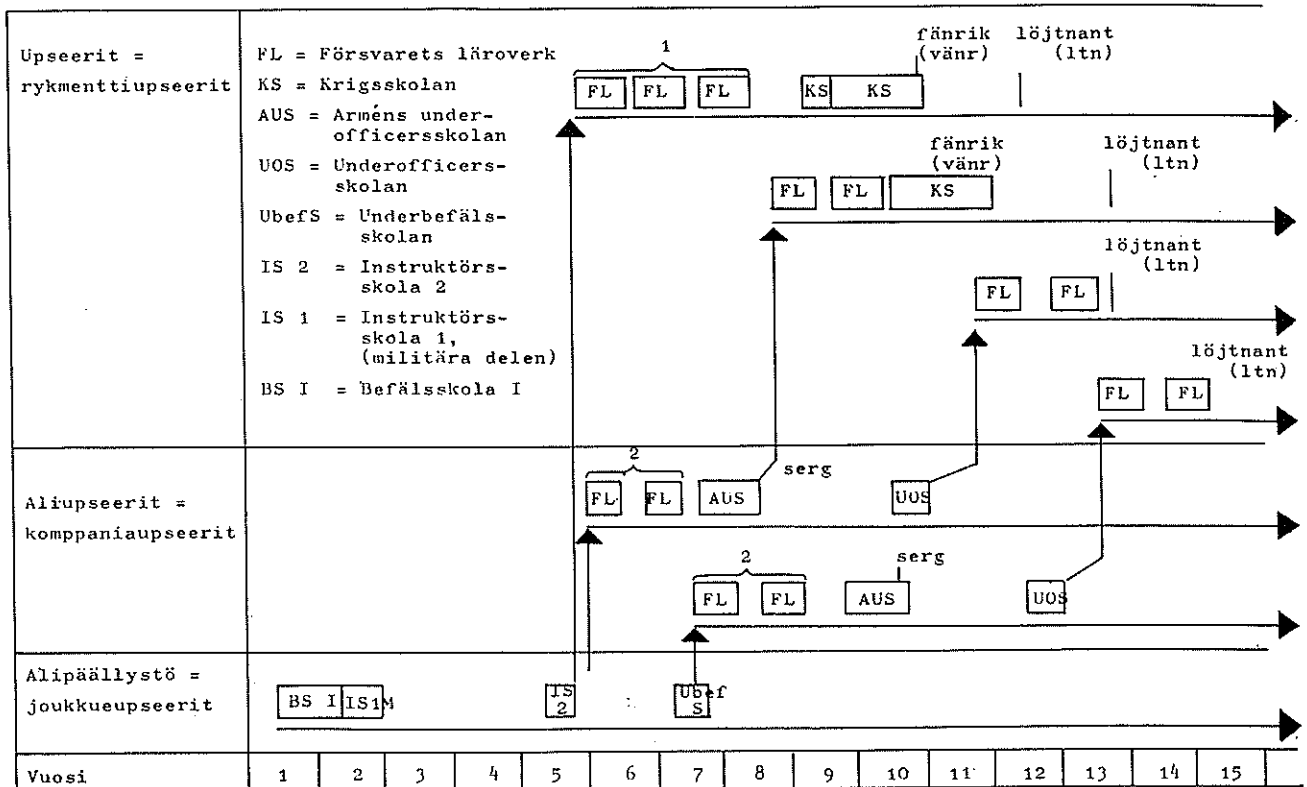 Upseerit =
rykmenttiupseerit
FL = Försvarets läroverk
KS = Krigsskolan
AUS = Arméns under-
officersskolan
UOS = Underofficers-
skolan
UbefS = Underbefäls-
skolan
IS 2 = Instruktörs-
skola 2
IS 1 = Instruktörs-
skola 1,
(militära delen)
BS I = Befälsskola I
1
FL FL FL KS KS
fänrik
(vänr)
löjtnant
(ltn)
FL FL KS
fänrik
(vänr)
löjtnant
(ltn)
FL FL
löjtnant
(ltn)
FL FL
löjtnant
(ltn)
Aliupseerit =
komppaniaupseerit
2
FL FL AUS serg UOS
2
FL FL AUS serg UOS
Alipäällystö =
joukkueupseerit
BS I IS1M
IS
2
Ubef
S
Vuosi 1 2 3 4 5 6 7 8 9 10 11 12 13 14 15